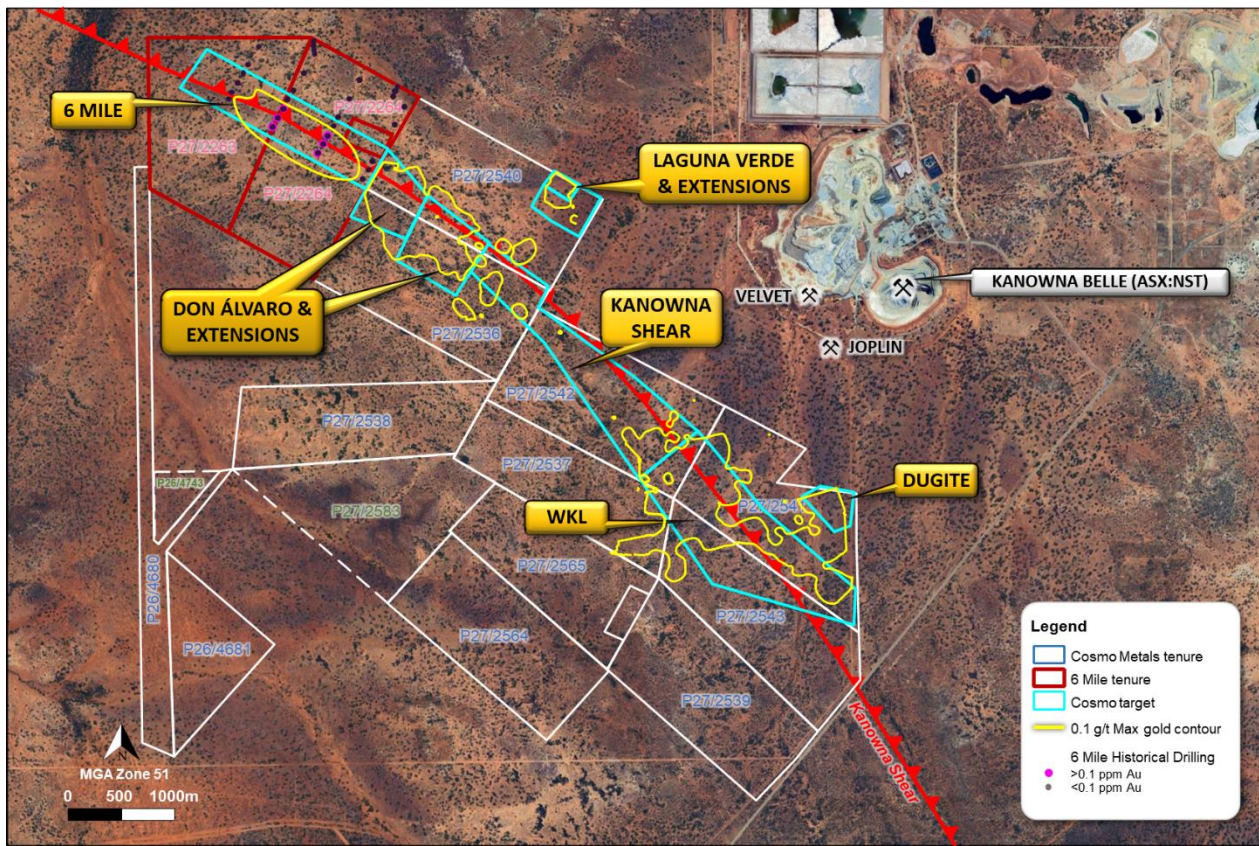 6 MILE
P27/2265
P27/2263
P27/2264
P27/2540
LAGUNA VERDE
& EXTENSIONS
KANOWNA BELLE (ASX:NST)
VELVET
JOPLIN
DON ÁLVARO &
EXTENSIONS
KANOWNA
SHEAR
P27/2536
P27/2542
P27/2538
P27/2537
P26/4743
P27/2583
WKL
DUGITE
P27/2541
P27/2565
P27/2543
P26/4680
P27/2564
P26/4681
P27/2539
Kanowna Shear
MGA Zone 51
0 500 1000m
Legend
Cosmo Metals tenure
6 Mile tenure
Cosmo target
0.1 g/t Max gold contour
6 Mile Historical Drilling
>0.1 ppm Au
<0.1 ppm Au